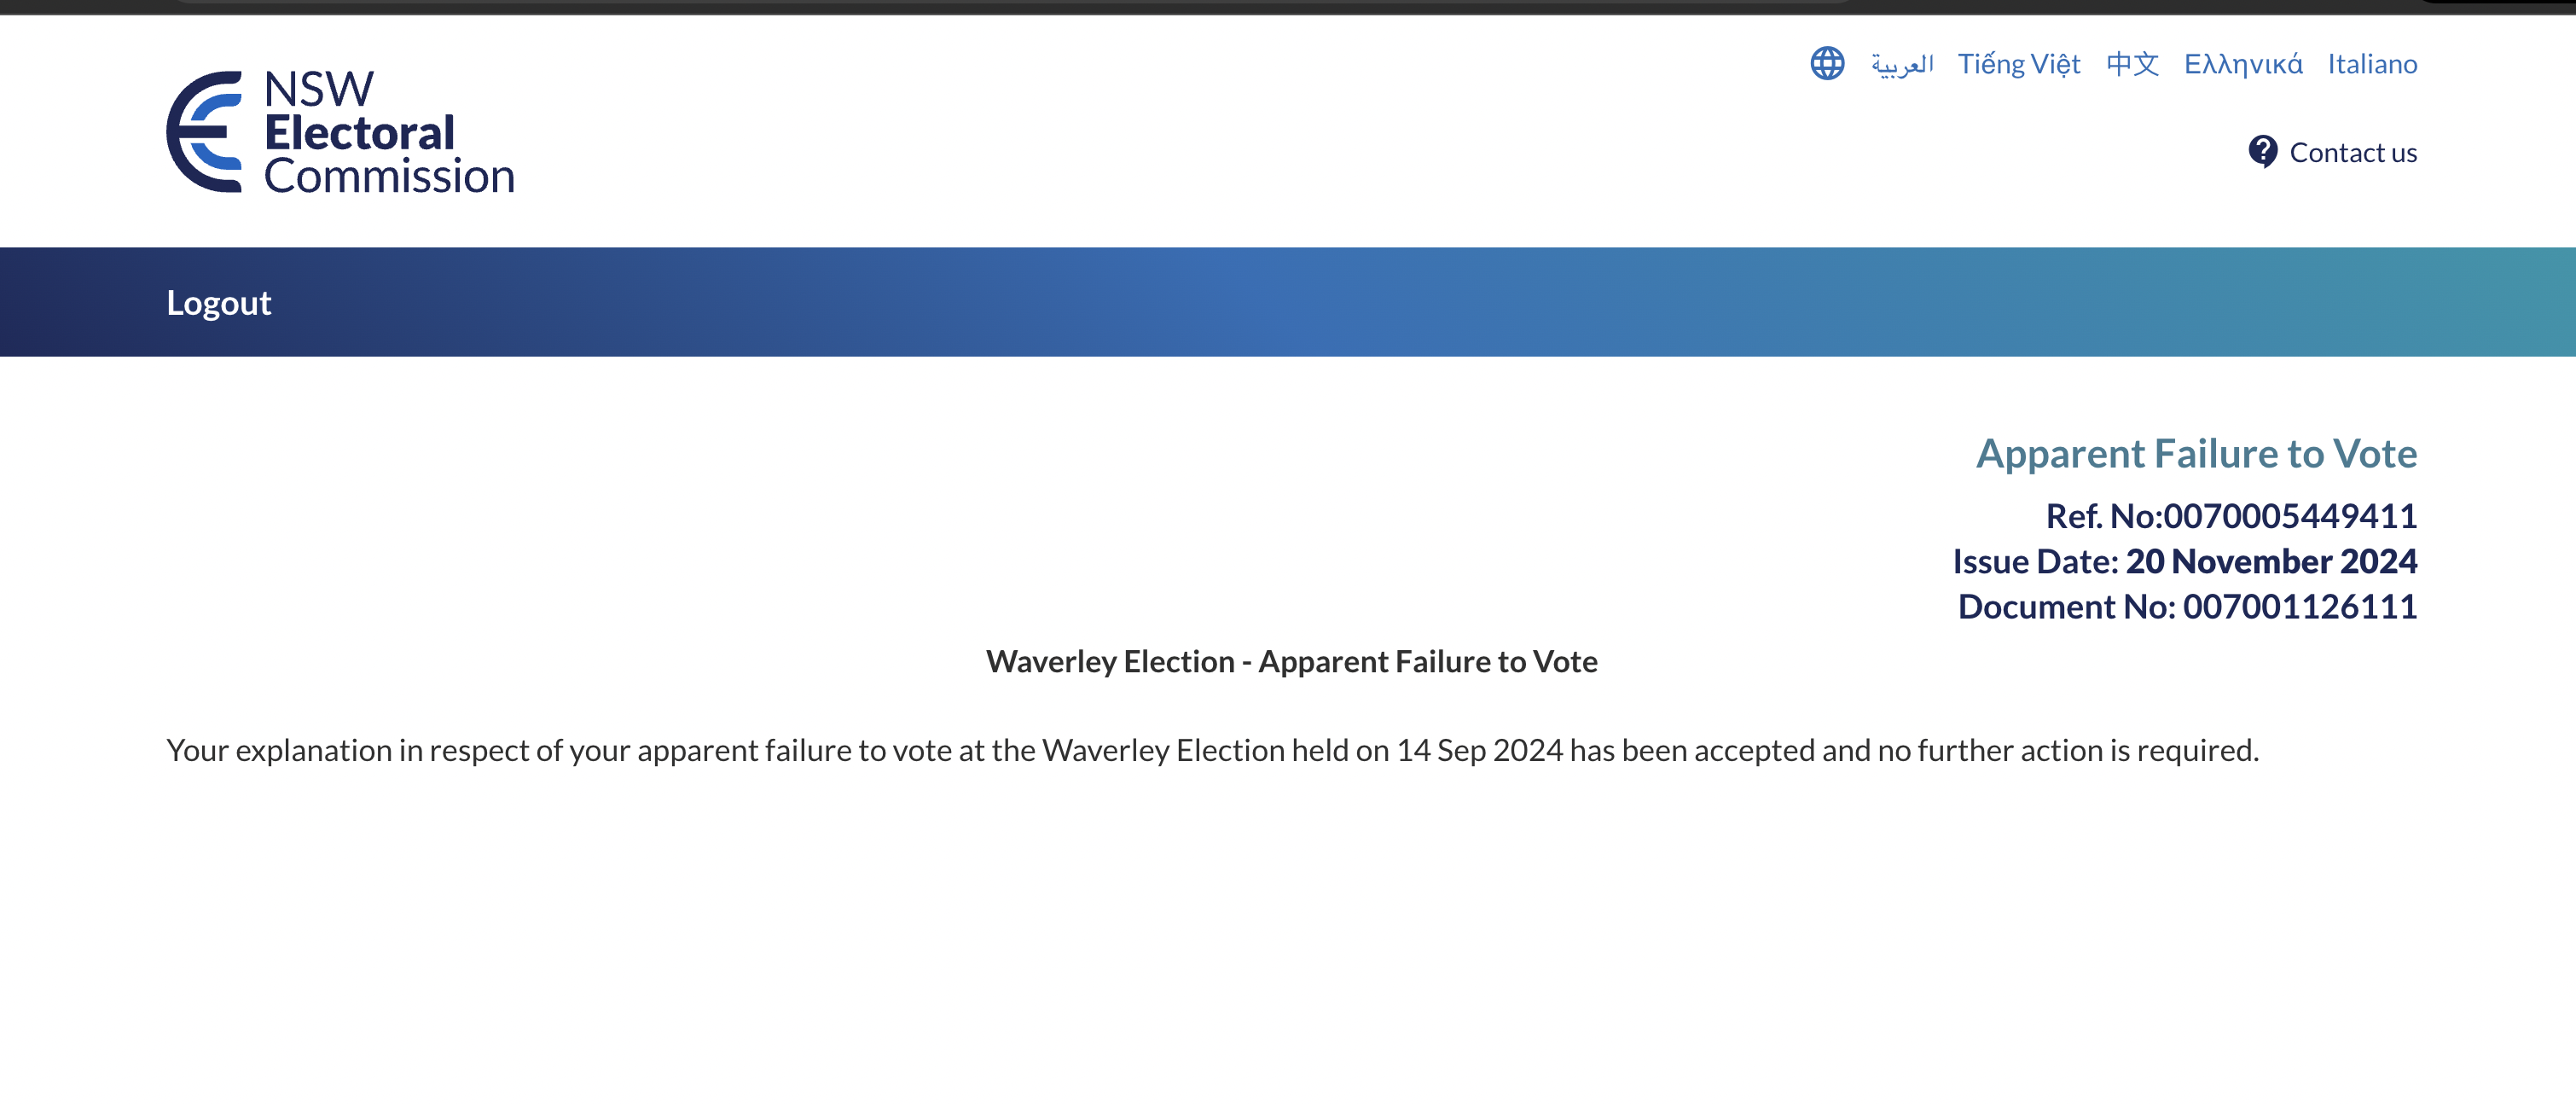 العربية Tiếng Việt 中文 Ελληνικά Italiano
NSW
Electoral
Commission
Contact us
Logout
Apparent Failure to Vote
Ref. No:0070005449411
Issue Date: 20 November 2024
Document No: 007001126111
Waverley Election - Apparent Failure to Vote
Your explanation in respect of your apparent failure to vote at the Waverley Election held on 14 Sep 2024 has been accepted and no further action is required.